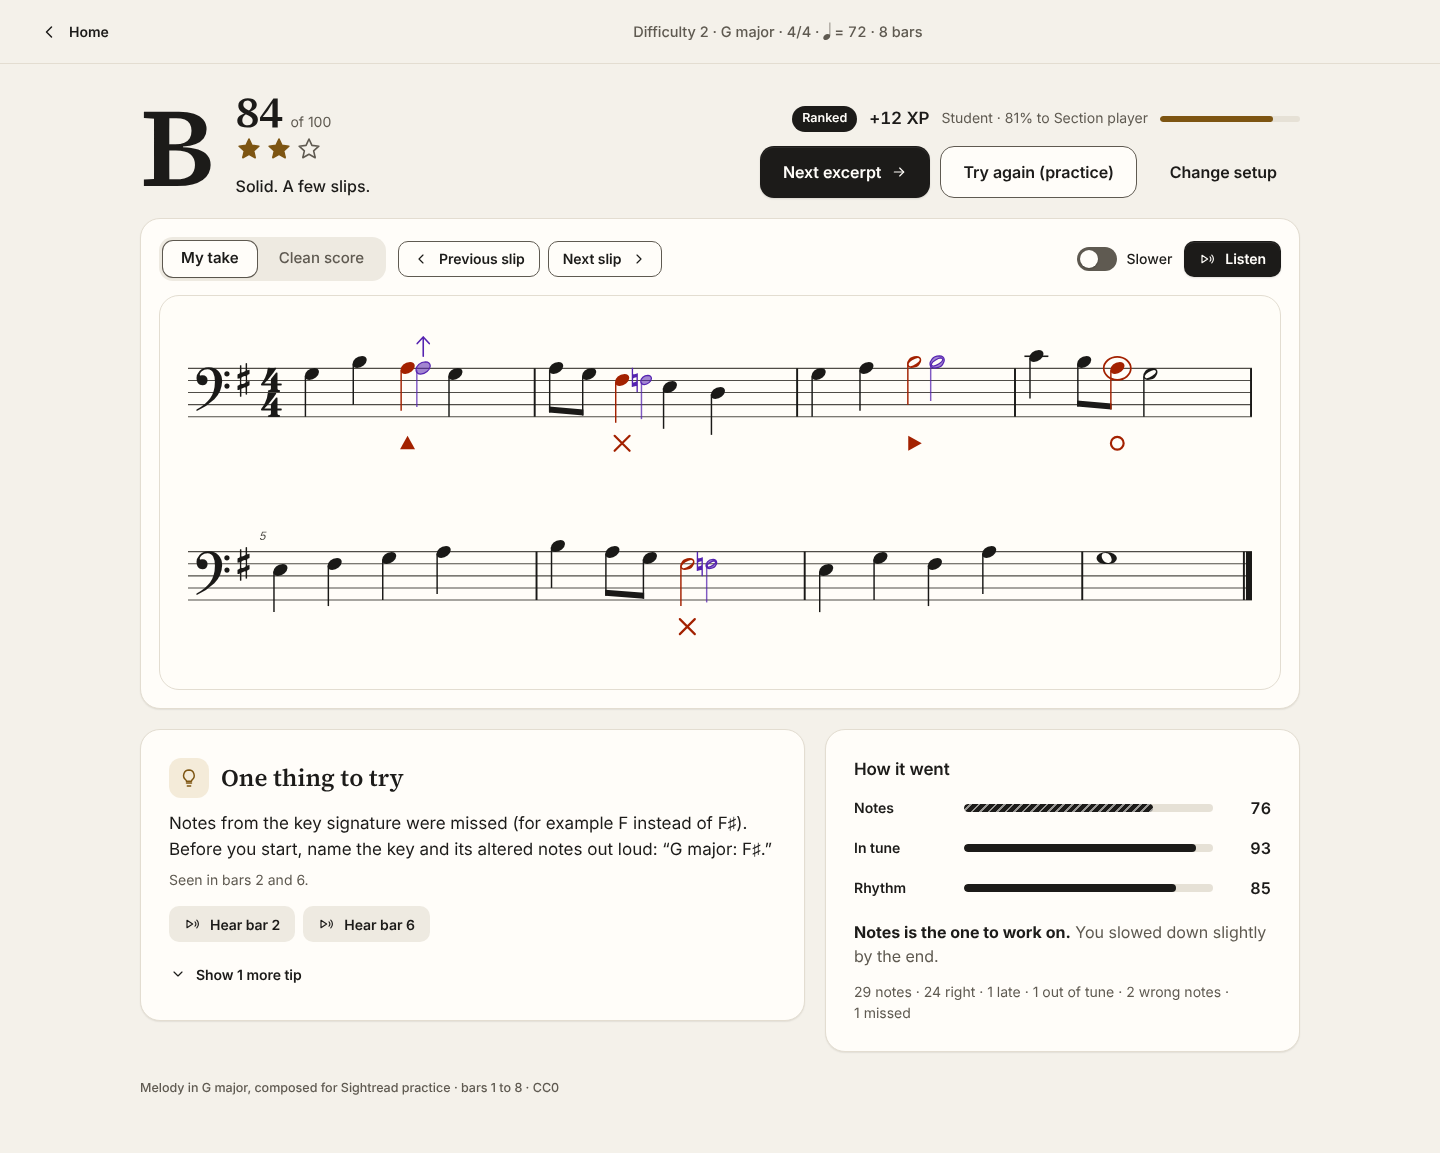 Home
Difficulty 2 · G major · 4/4 · ♩ = 72 · 8 bars
B
84 of 100
Solid. A few slips.
Ranked +12 XP Student · 81% to Section player
Next excerpt
Try again (practice)
Change setup
My take
Clean score
Previous slip
Next slip
Slower
Listen
4
4
5
One thing to try
Notes from the key signature were missed (for example F instead of F♯).
Before you start, name the key and its altered notes out loud: “G major: F♯.”
Seen in bars 2 and 6.
Hear bar 2
Hear bar 6
Show 1 more tip
How it went
Notes 76
In tune 93
Rhythm 85
Notes is the one to work on. You slowed down slightly
by the end.
29 notes · 24 right · 1 late · 1 out of tune · 2 wrong notes ·
1 missed
Melody in G major, composed for Sightread practice · bars 1 to 8 · CC0